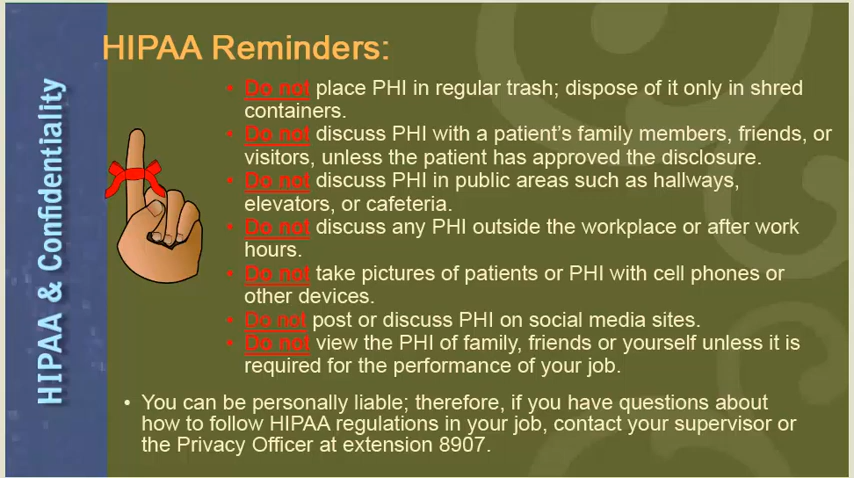 HIPAA Reminders:
HIPAA & Confidentiality
• Do not place PHI in regular trash; dispose of it only in shred
containers.
• Do not discuss PHI with a patient's family members, friends, or
visitors, unless the patient has approved the disclosure.
• Do not discuss PHI in public areas such as hallways,
elevators, or cafeteria.
• Do not discuss any PHI outside the workplace or after work
hours.
• Do not take pictures of patients or PHI with cell phones or
other devices.
• Do not post or discuss PHI on social media sites.
• Do not view the PHI of family, friends or yourself unless it is
required for the performance of your job.
• You can be personally liable; therefore, if you have questions about
how to follow HIPAA regulations in your job, contact your supervisor or
the Privacy Officer at extension 8907.